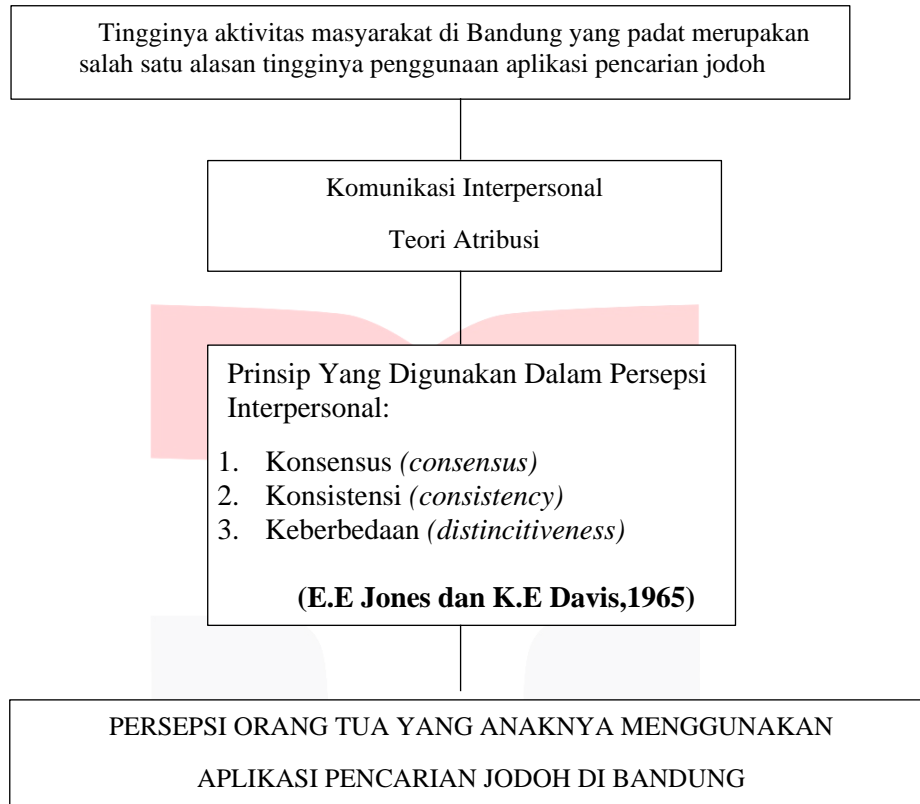 Tingginya aktivitas masyarakat di Bandung yang padat merupakan
salah satu alasan tingginya penggunaan aplikasi pencarian jodoh
Komunikasi Interpersonal
Teori Atribusi
Prinsip Yang Digunakan Dalam Persepsi
Interpersonal:
1. Konsensus (consensus)
2. Konsistensi (consistency)
3. Keberbedaan (distincitiveness)
(E.E Jones dan K.E Davis,1965)
PERSEPSI ORANG TUA YANG ANAKNYA MENGGUNAKAN
APLIKASI PENCARIAN JODOH DI BANDUNG